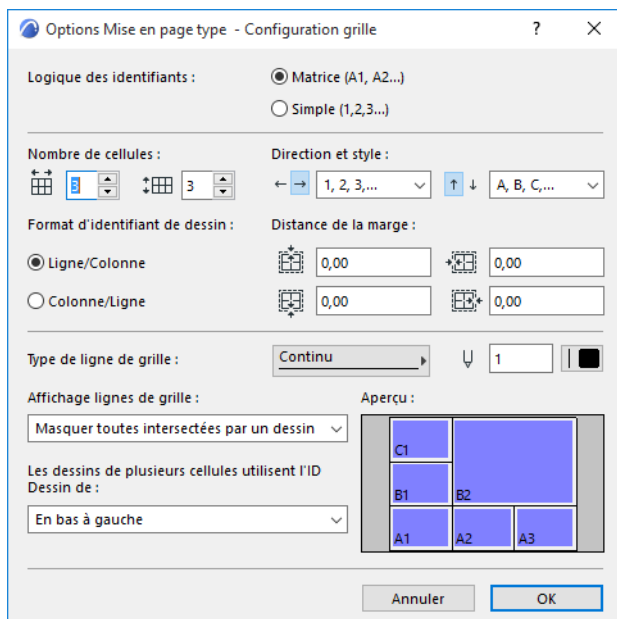 Options Mise en page type - Configuration grille
?
Logique des identifiants :
Matrice (A1, A2...)
Simple (1,2,3...)
Nombre de cellules :
Direction et style :
3
3
1, 2, 3,...
A, B, C,...
Format d'identifiant de dessin :
Distance de la marge :
Ligne/Colonne
0,00
0,00
Colonne/Ligne
0,00
0,00
Type de ligne de grille :
Continu
1
Affichage lignes de grille :
Aperçu :
Masquer toutes intersectées par un dessin
Les dessins de plusieurs cellules utilisent l'ID
Dessin de :
En bas à gauche
C1
B1
B2
A1
A2
A3
Annuler
OK